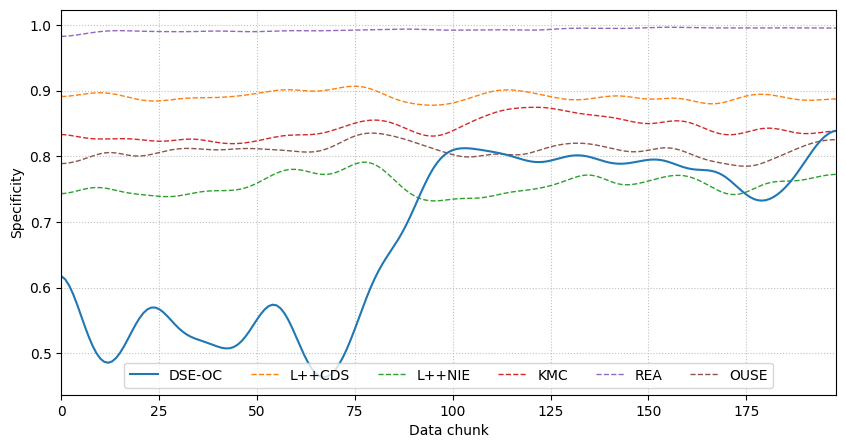 1.0
0.9
0.8
0.7
0.6
0.5
Specificity
DSE-OC L++CDS L++NIE KMC REA OUSE
0 25 50 75 100 125 150 175
Data chunk